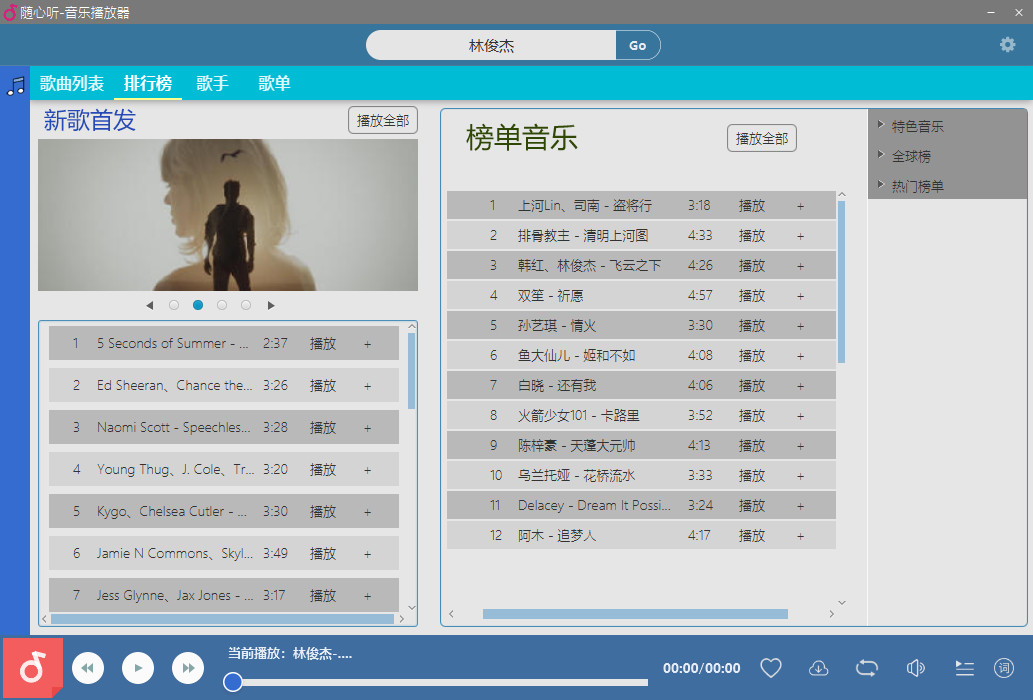 随心听-音乐播放器
林俊杰 Go
歌曲列表 排行榜 歌手 歌单
新歌首发 播放全部
1 5 Seconds of Summer - ... 2:37 播放 +
2 Ed Sheeran、Chance the... 3:26 播放 +
3 Naomi Scott - Speechles... 3:28 播放 +
4 Young Thug、J. Cole、Tr... 3:20 播放 +
5 Kygo、Chelsea Cutler - ... 3:30 播放 +
6 Jamie N Commons、Skyl... 3:49 播放 +
7 Jess Glynne、Jax Jones - ... 3:17 播放 +
榜单音乐 播放全部
1 上河Lin、司南 - 盗将行 3:18 播放 +
2 排骨教主 - 清明上河图 4:33 播放 +
3 韩红、林俊杰 - 飞云之下 4:26 播放 +
4 双笙 - 祈愿 4:57 播放 +
5 孙艺琪 - 情火 3:30 播放 +
6 鱼大仙儿 - 姬和不如 4:08 播放 +
7 白晓 - 还有我 4:06 播放 +
8 火箭少女101 - 卡路里 3:52 播放 +
9 陈梓豪 - 天蓬大元帅 4:13 播放 +
10 乌兰托娅 - 花桥流水 3:33 播放 +
11 Delacey - Dream It Possi... 3:24 播放 +
12 阿木 - 追梦人 4:17 播放 +
特色音乐
全球榜
热门榜单
当前播放：林俊杰-....
00:00/00:00
词